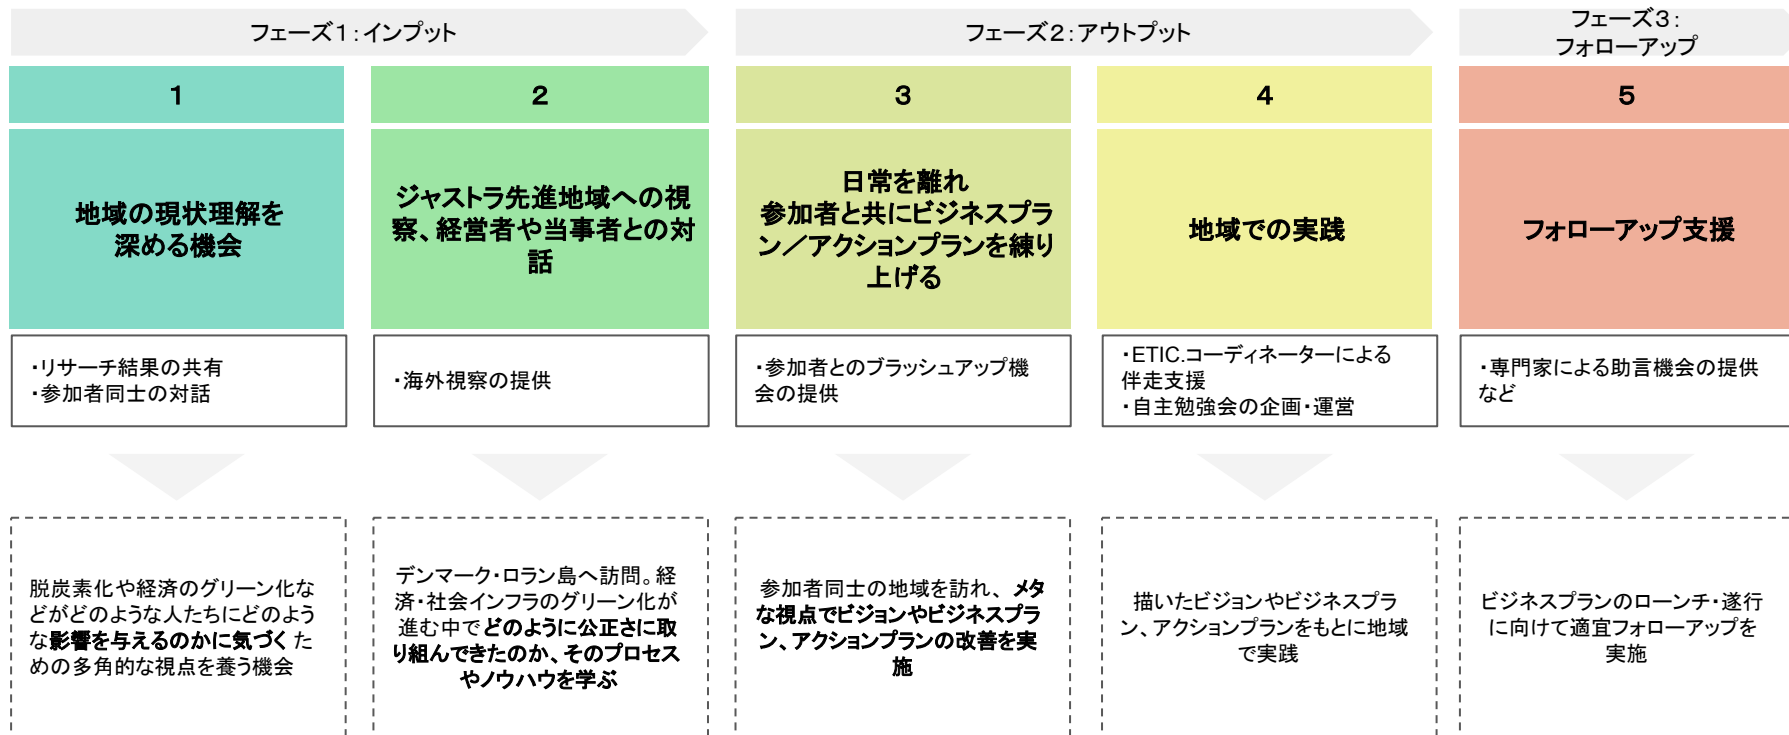 フェーズ1：インプット
フェーズ2：アウトプット
フェーズ3：
フォローアップ
1
2
3
4
5
地域の現状理解を
深める機会
ジャストラ先進地域への視
察、経営者や当事者との対
話
日常を離れ
参加者と共にビジネスプラ
ン／アクションプランを練り
上げる
地域での実践
フォローアップ支援
・リサーチ結果の共有
・参加者同士の対話
・海外視察の提供
・参加者とのブラッシュアップ機
会の提供
・ETIC.コーディネーターによる
伴走支援
・自主勉強会の企画・運営
・専門家による助言機会の提供
など
脱炭素化や経済のグリーン化な
どがどのような人たちにどのよう
な影響を与えるのかに気づくた
めの多角的な視点を養う機会
デンマーク・ロラン島へ訪問。経
済・社会インフラのグリーン化が
進む中でどのように公正さに取
り組んできたのか、そのプロセス
やノウハウを学ぶ
参加者同士の地域を訪れ、メタ
な視点でビジョンやビジネスプラ
ン、アクションプランの改善を実
施
描いたビジョンやビジネスプラ
ン、アクションプランをもとに地域
で実践
ビジネスプランのローンチ・遂行
に向けて適宜フォローアップを
実施